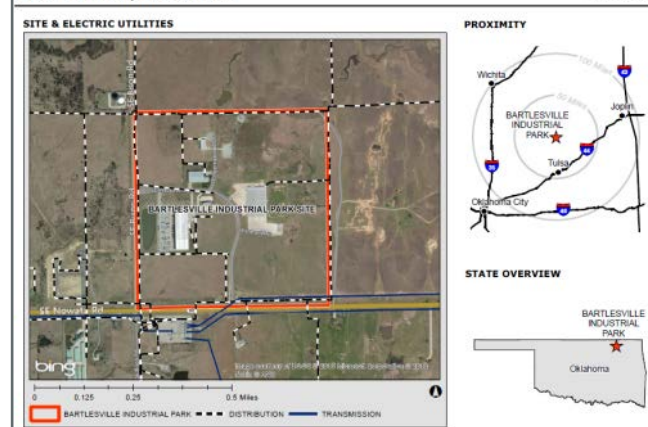 SITE & ELECTRIC UTILITIES
BARTLESVILLE INDUSTRIAL PARK SITE
SE Nowata Rd
bing
0 0.125 0.25 0.5 Miles
BARTLESVILLE INDUSTRIAL PARK DISTRIBUTION TRANSMISSION
PROXIMITY
100 Miles
Wichita
50 Miles
Joplin
BARTLESVILLE
INDUSTRIAL
PARK
44
Tulsa
Oklahoma City
40
STATE OVERVIEW
BARTLESVILLE
INDUSTRIAL
PARK
Oklahoma